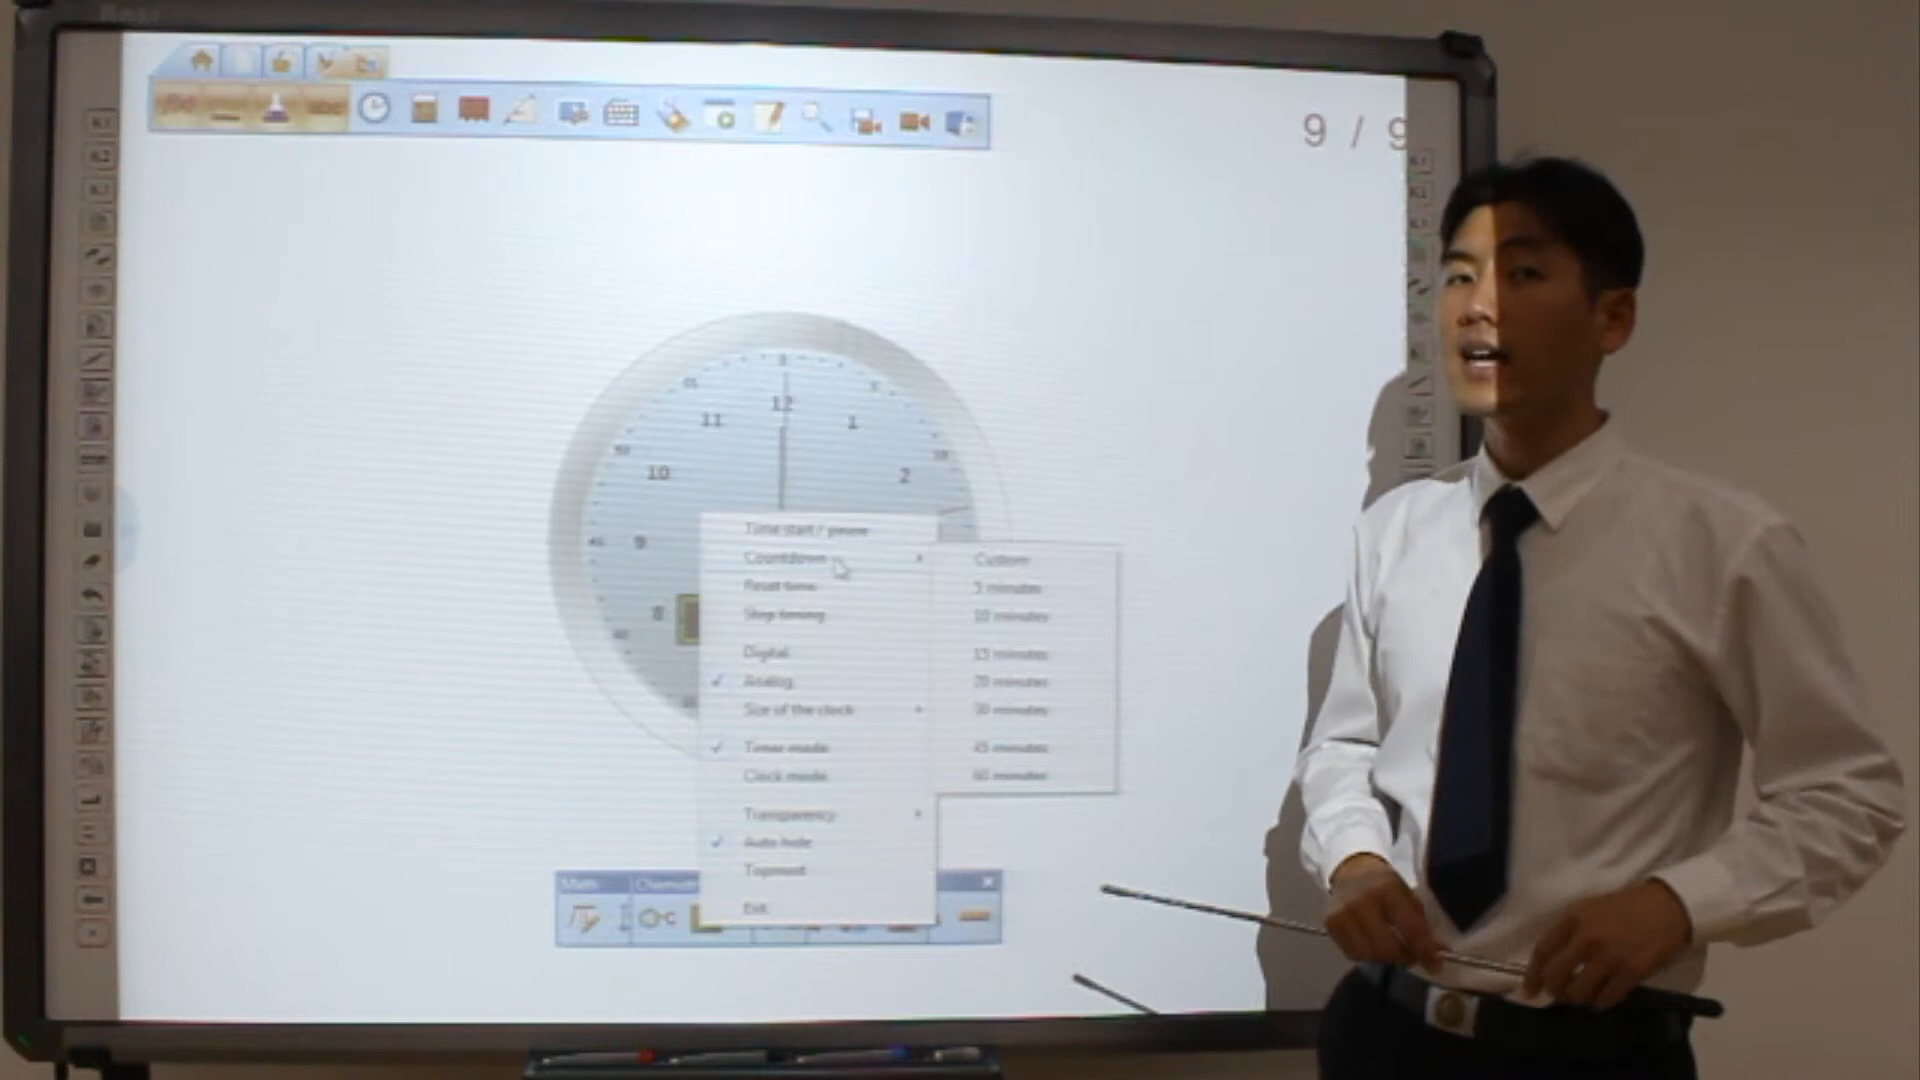 9 / 9
abc
12
11
1
10
2
9
8
Time start / pause
Countdown
Reset time
Stop timing
Digital
Analog
Size of the clock
Timer mode
Clock mode
Transparency
Auto hide
Topmost
Exit
Custom
5 minutes
10 minutes
15 minutes
20 minutes
30 minutes
45 minutes
60 minutes
Math